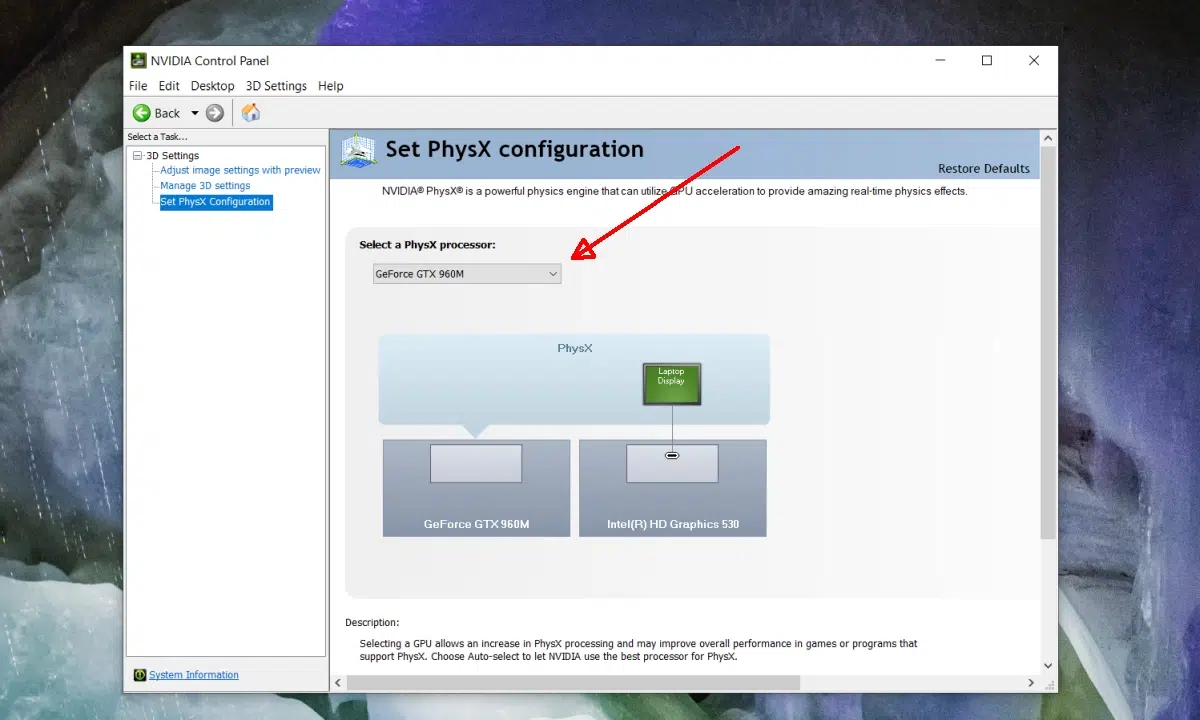 NVIDIA Control Panel
File Edit Desktop 3D Settings Help
Back
Select a Task...
3D Settings
Adjust image settings with preview
Manage 3D settings
Set PhysX Configuration
System Information
Set PhysX configuration
Restore Defaults
NVIDIA® PhysX® is a powerful physics engine that can utilize GPU acceleration to provide amazing real-time physics effects.
Select a PhysX processor:
GeForce GTX 960M
PhysX
Laptop
Display
GeForce GTX 960M
Intel(R) HD Graphics 530
Description:
Selecting a GPU allows an increase in PhysX processing and may improve overall performance in games or programs that
support PhysX. Choose Auto-select to let NVIDIA use the best processor for PhysX.